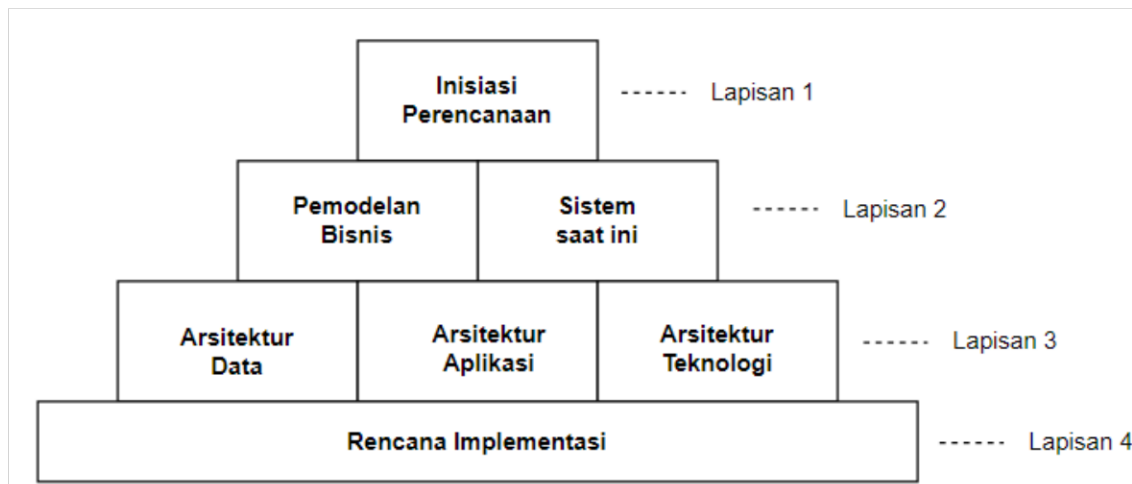 Inisiasi
Perencanaan
Lapisan 1
Pemodelan
Bisnis
Sistem
saat ini
Lapisan 2
Arsitektur
Data
Arsitektur
Aplikasi
Arsitektur
Teknologi
Lapisan 3
Rencana Implementasi
Lapisan 4